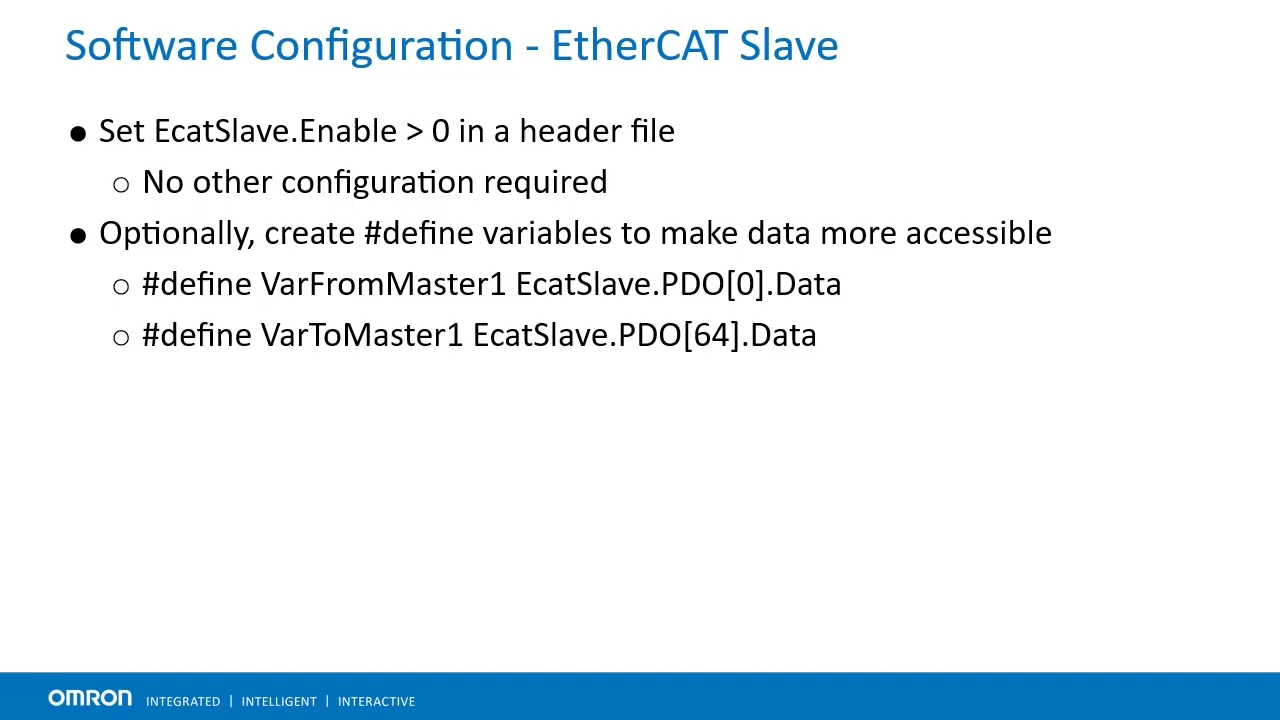 Software Configuration - EtherCAT Slave
● Set EcatSlave.Enable > 0 in a header file
○ No other configuration required
● Optionally, create #define variables to make data more accessible
○ #define VarFromMaster1 EcatSlave.PDO[0].Data
○ #define VarToMaster1 EcatSlave.PDO[64].Data
OMRON INTEGRATED | INTELLIGENT | INTERACTIVE